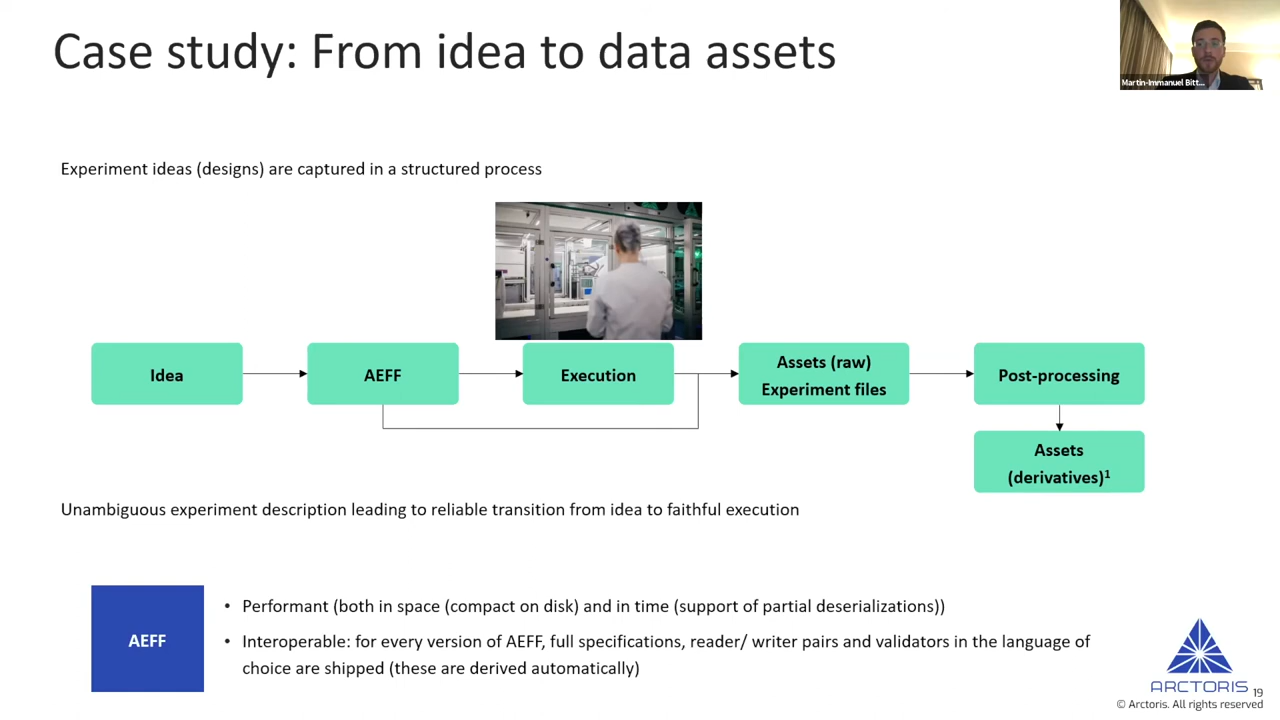 Case study: From idea to data assets
Martin-Immanuel Bitt...
Experiment ideas (designs) are captured in a structured process
Idea
AEFF
Execution
Assets (raw)
Experiment files
Post-processing
Assets
(derivatives)¹
Unambiguous experiment description leading to reliable transition from idea to faithful execution
AEFF
• Performant (both in space (compact on disk) and in time (support of partial deserializations))
• Interoperable: for every version of AEFF, full specifications, reader/ writer pairs and validators in the language of
choice are shipped (these are derived automatically)
ARCTORIS
19
© Arctoris. All rights reserved